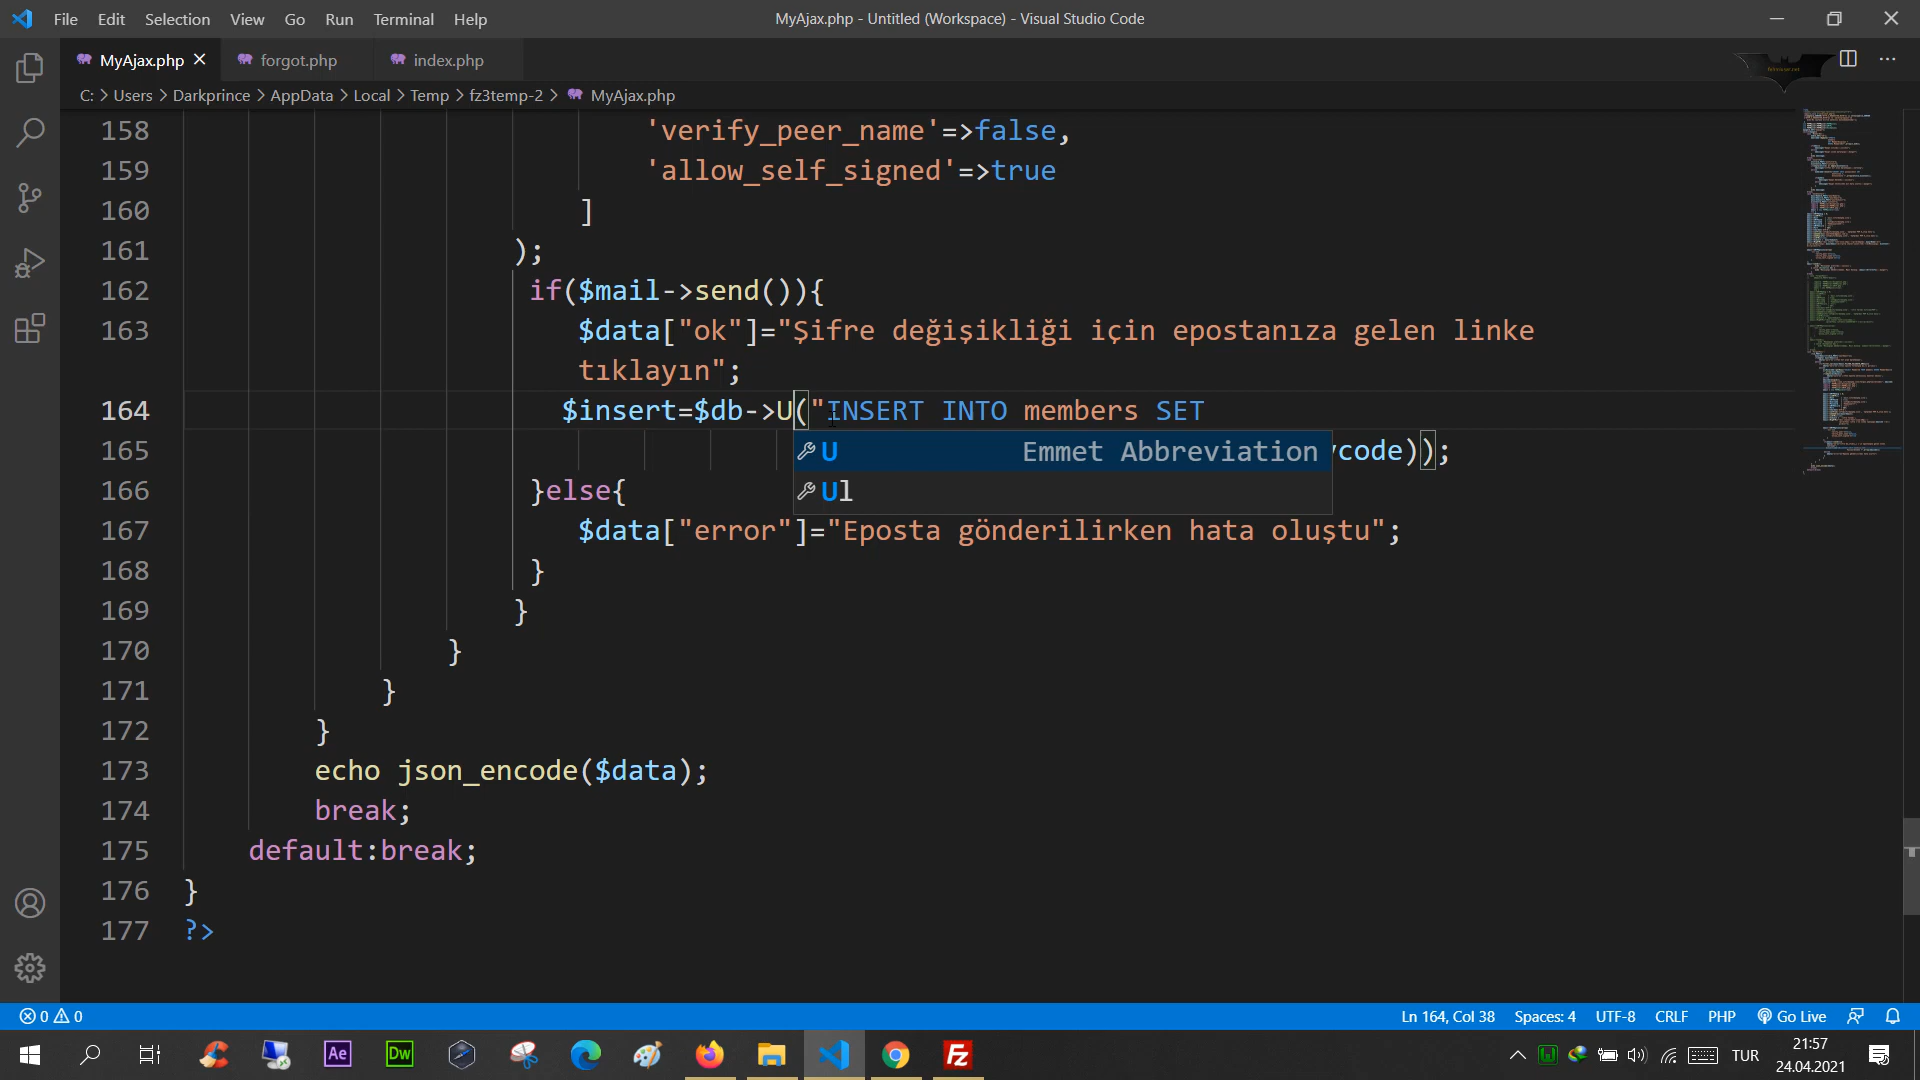 File Edit Selection View Go Run Terminal Help
MyAjax.php - Untitled (Workspace) - Visual Studio Code
MyAjax.php forgot.php index.php
C: > Users > Darkprince > AppData > Local > Temp > fz3temp-2 > MyAjax.php
158 'verify_peer_name'=>false,
159 'allow_self_signed'=>true
160 ]
161 );
162 if($mail->send()){
163 $data["ok"]="Şifre değişikliği için epostanıza gelen linke
tıklayın";
164 $insert=$db->U("INSERT INTO members SET
165 ycode));
U Emmet Abbreviation
Ul
166 }else{
167 $data["error"]="Eposta gönderilirken hata oluştu";
168 }
169 }
170 }
171 }
172 }
173 echo json_encode($data);
174 break;
175 default:break;
176 }
177 ?>
0 0 Ln 164, Col 38 Spaces: 4 UTF-8 CRLF PHP Go Live
Ae Dw Fz TUR 21:57
24.04.2021